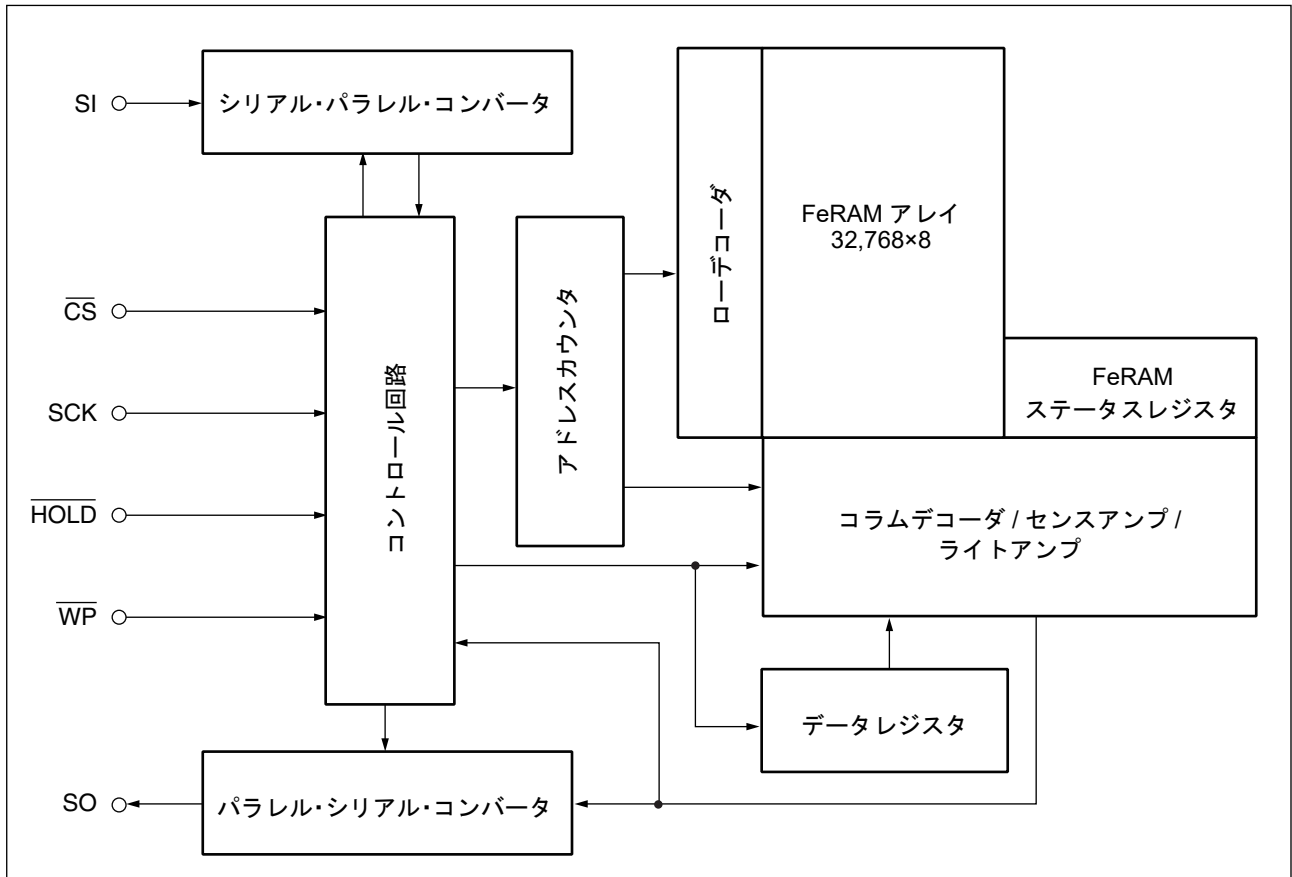 SI
シリアル・パラレル・コンバータ
CS
SCK
HOLD
WP
コントロール回路
アドレスカウンタ
ローデコーダ
FeRAM アレイ
32,768×8
FeRAM
ステータスレジスタ
コラムデコーダ / センスアンプ /
ライトアンプ
データレジスタ
SO
パラレル・シリアル・コンバータ